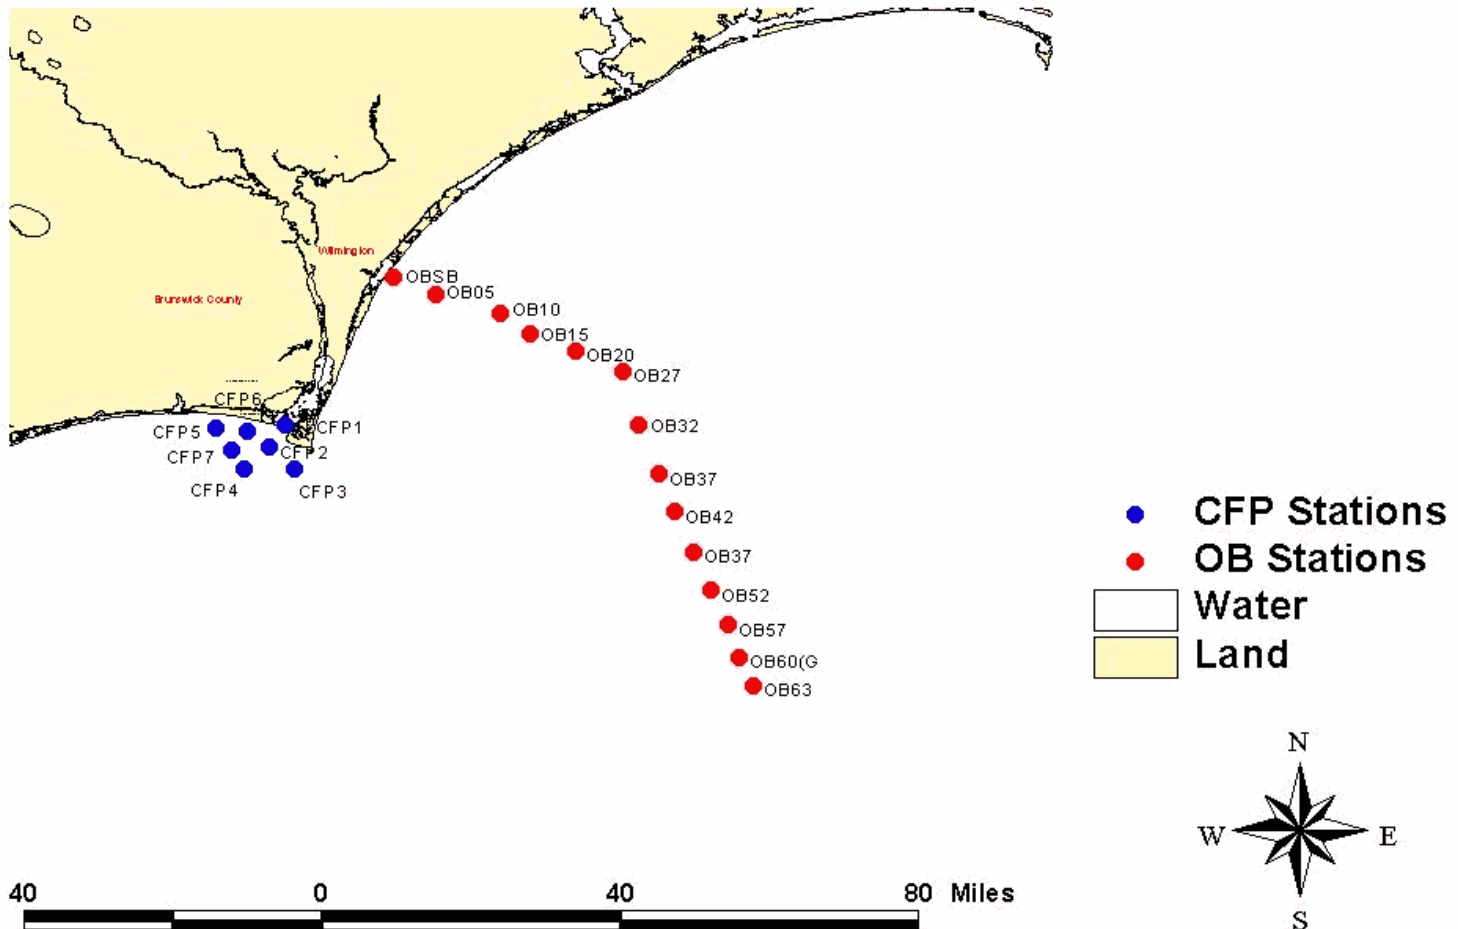 Wilmington
OBSB
OB05
Brunswick County
OB10
OB15
OB20
OB27
CFP6
OB32
CFP1
CFP5
CFP2
CFP7
OB37
CFP4
CFP3
CFP Stations
OB42
OB37
OB Stations
OB52
Water
OB57
Land
OB60(G
OB63
N
W
E
S
40 0 40 80 Miles